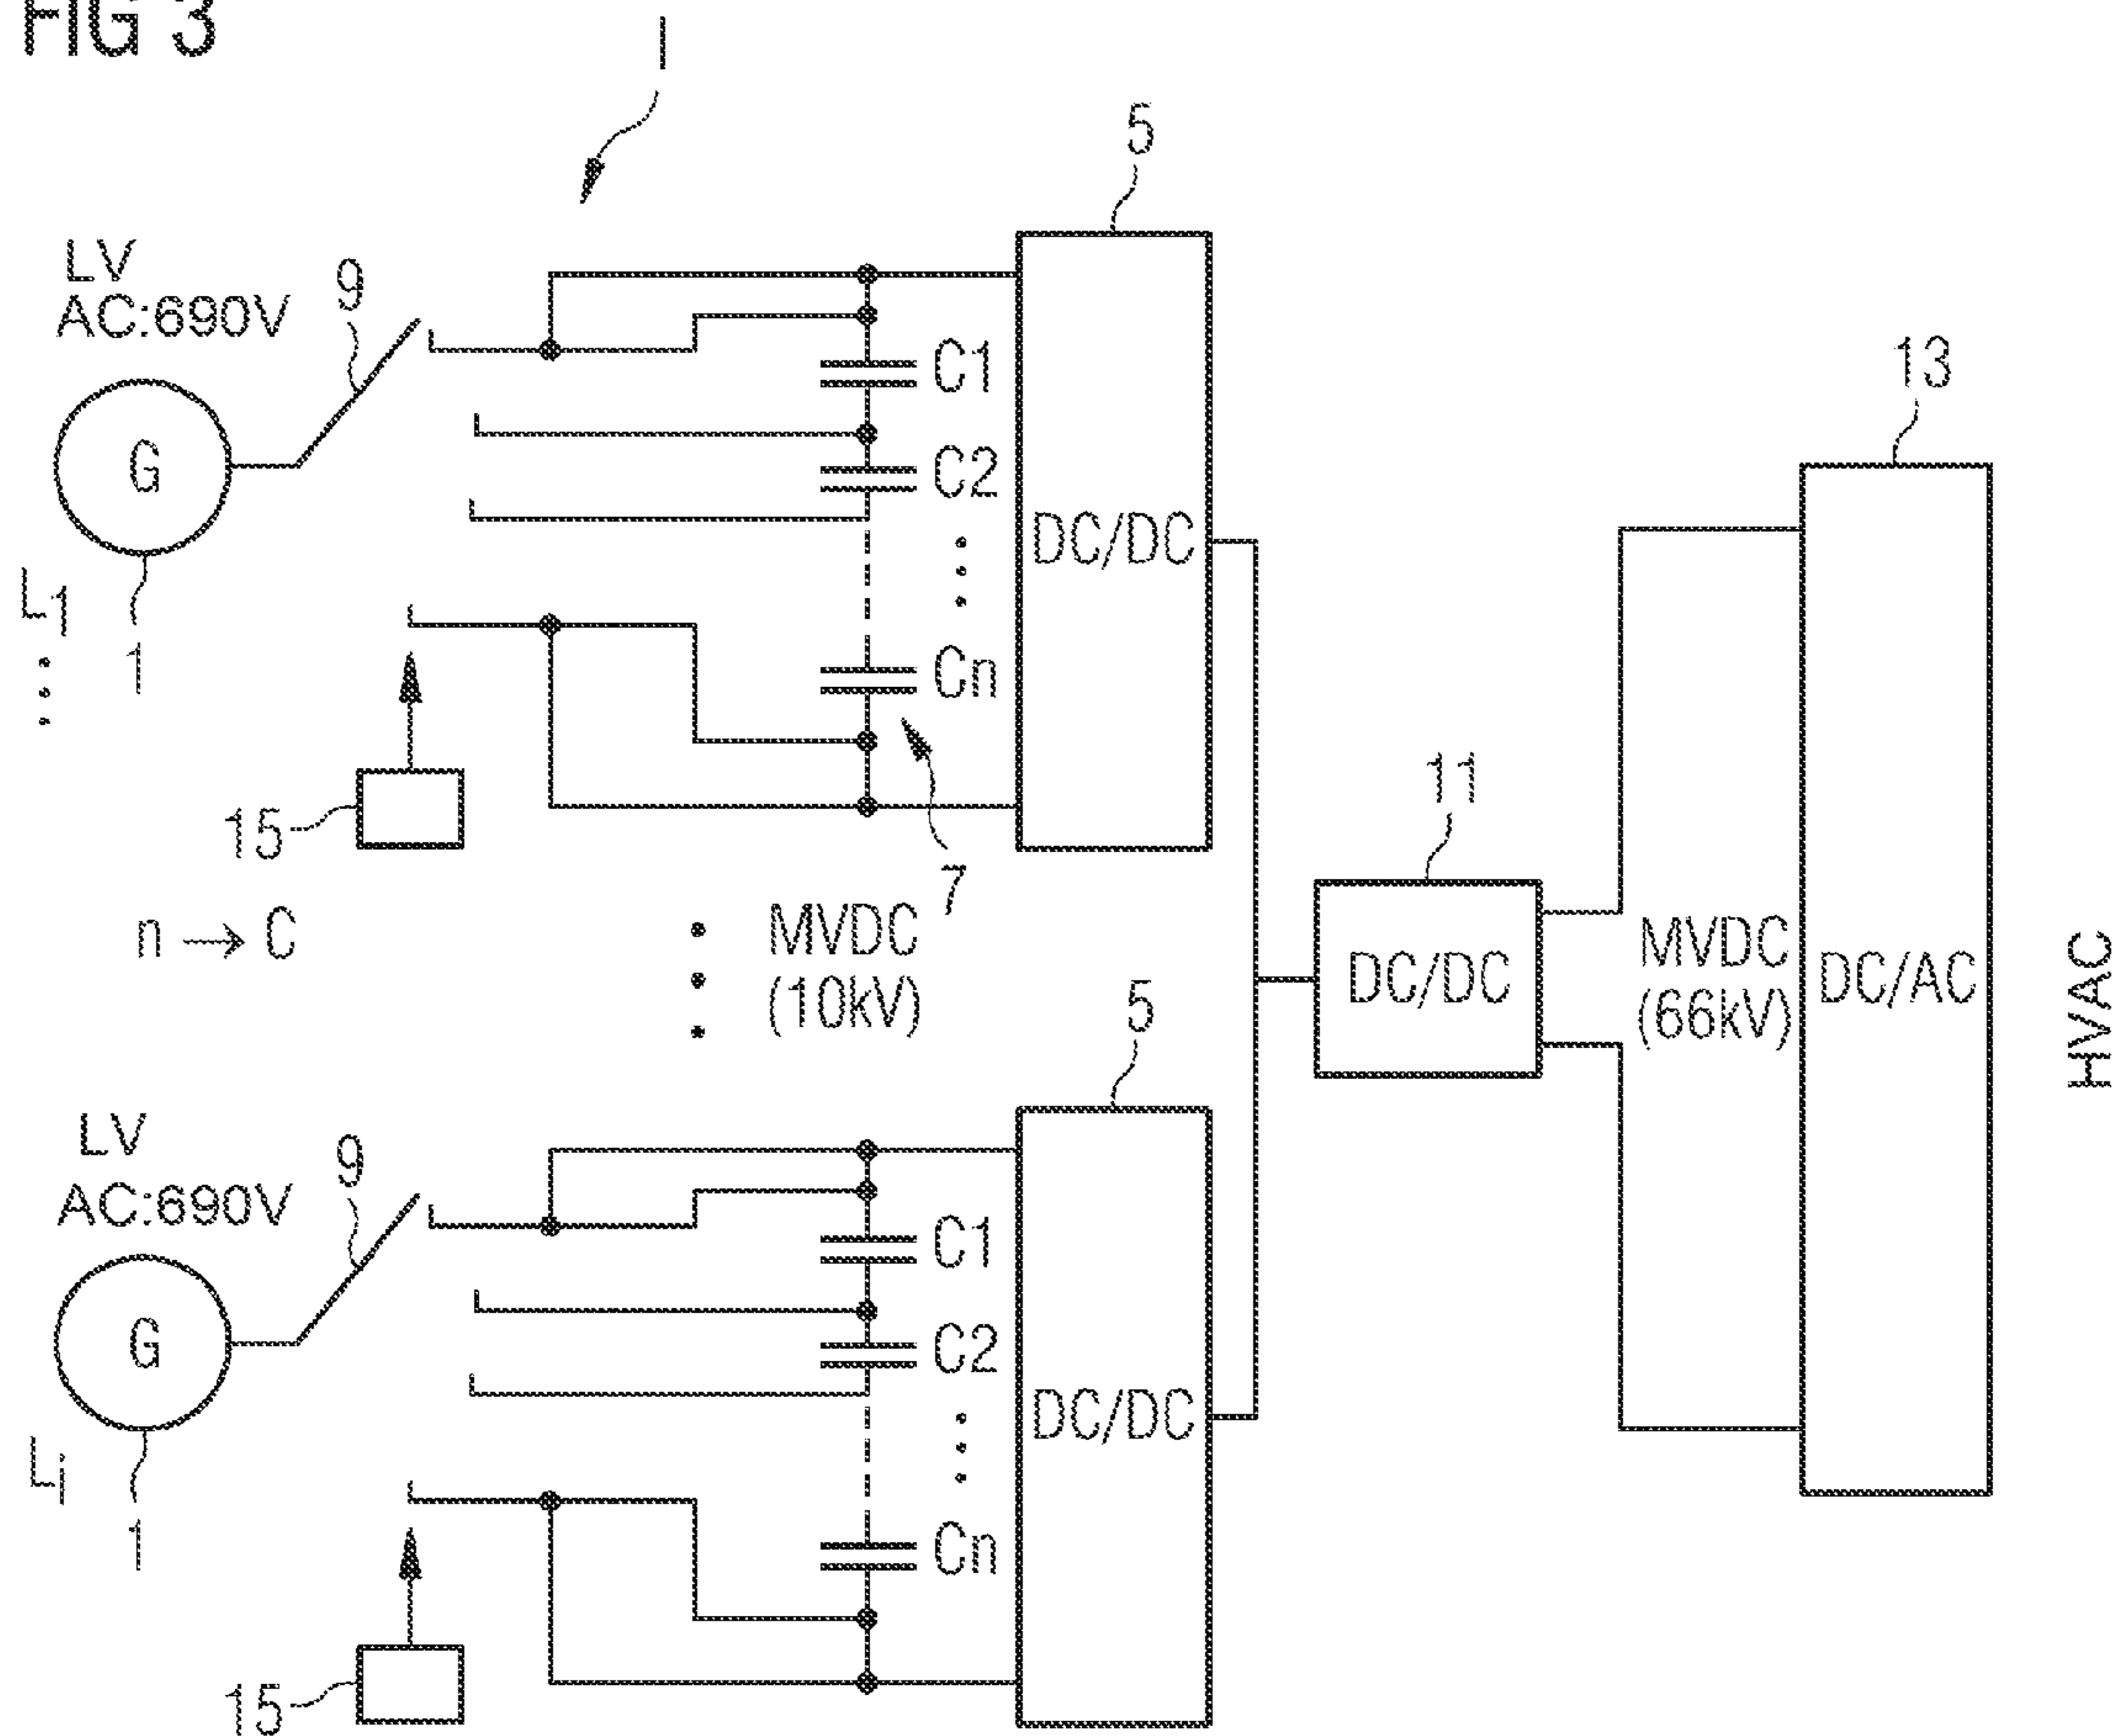 FIG 3
I
5
LV
AC:690V
9
C1
13
G
C2
DC/DC
L1
1
Cn
11
15
7
n → C
MVDC
(10kV)
DC/DC
MVDC
(66kV)
DC/AC
HVAC
5
LV
AC:690V
9
C1
G
C2
DC/DC
Li
1
Cn
15